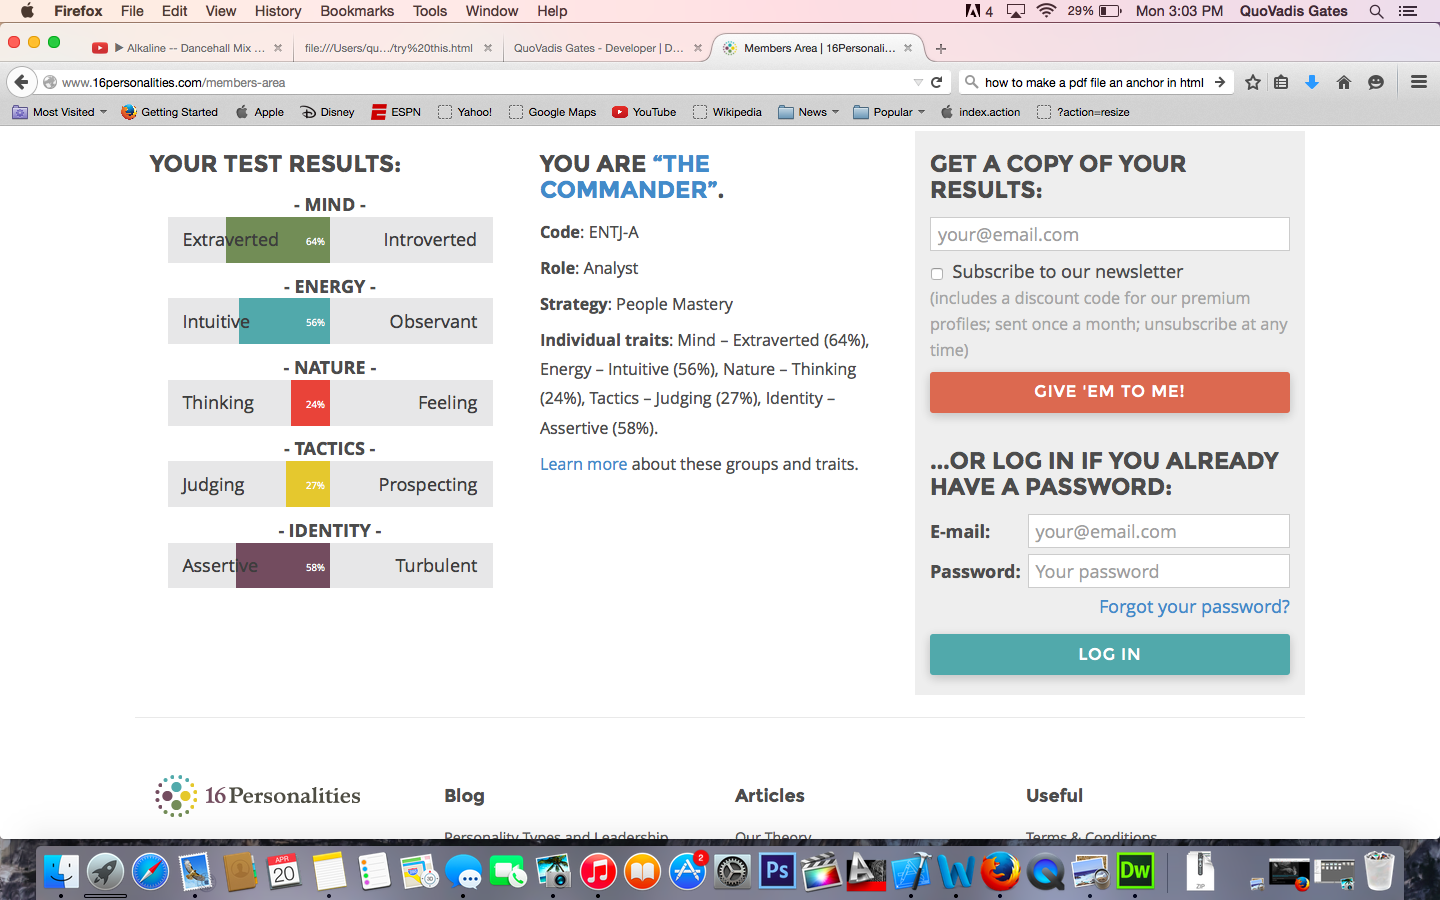 Firefox File Edit View History Bookmarks Tools Window Help 4 29% Mon 3:03 PM QuoVadis Gates
▶ Alkaline -- Dancehall Mix ... × file:///Users/qu.../try%20this.html × QuoVadis Gates - Developer | D... × Members Area | 16Personali... × +
www.16personalities.com/members-area how to make a pdf file an anchor in html
Most Visited Getting Started Apple Disney ESPN Yahoo! Google Maps YouTube Wikipedia News Popular index.action ?action=resize
YOUR TEST RESULTS:
- MIND -
Extraverted 64% Introverted
- ENERGY -
Intuitive 56% Observant
- NATURE -
Thinking 24% Feeling
- TACTICS -
Judging 27% Prospecting
- IDENTITY -
Assertive 58% Turbulent
YOU ARE “THE
COMMANDER”.
Code: ENTJ-A
Role: Analyst
Strategy: People Mastery
Individual traits: Mind – Extraverted (64%),
Energy – Intuitive (56%), Nature – Thinking
(24%), Tactics – Judging (27%), Identity –
Assertive (58%).
Learn more about these groups and traits.
GET A COPY OF YOUR
RESULTS:
your@email.com
Subscribe to our newsletter
(includes a discount code for our premium
profiles; sent once a month; unsubscribe at any
time)
GIVE 'EM TO ME!
...OR LOG IN IF YOU ALREADY
HAVE A PASSWORD:
E-mail: your@email.com
Password: Your password
Forgot your password?
LOG IN
16Personalities Blog Articles Useful
Personality Types and Leadership Our Theory Terms & Conditions
APR
20
2
Ps
Dw
ZIP